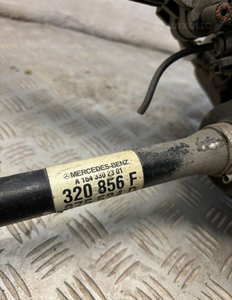 MERCEDES-BENZ
A 164 330 23 01
320 856 F